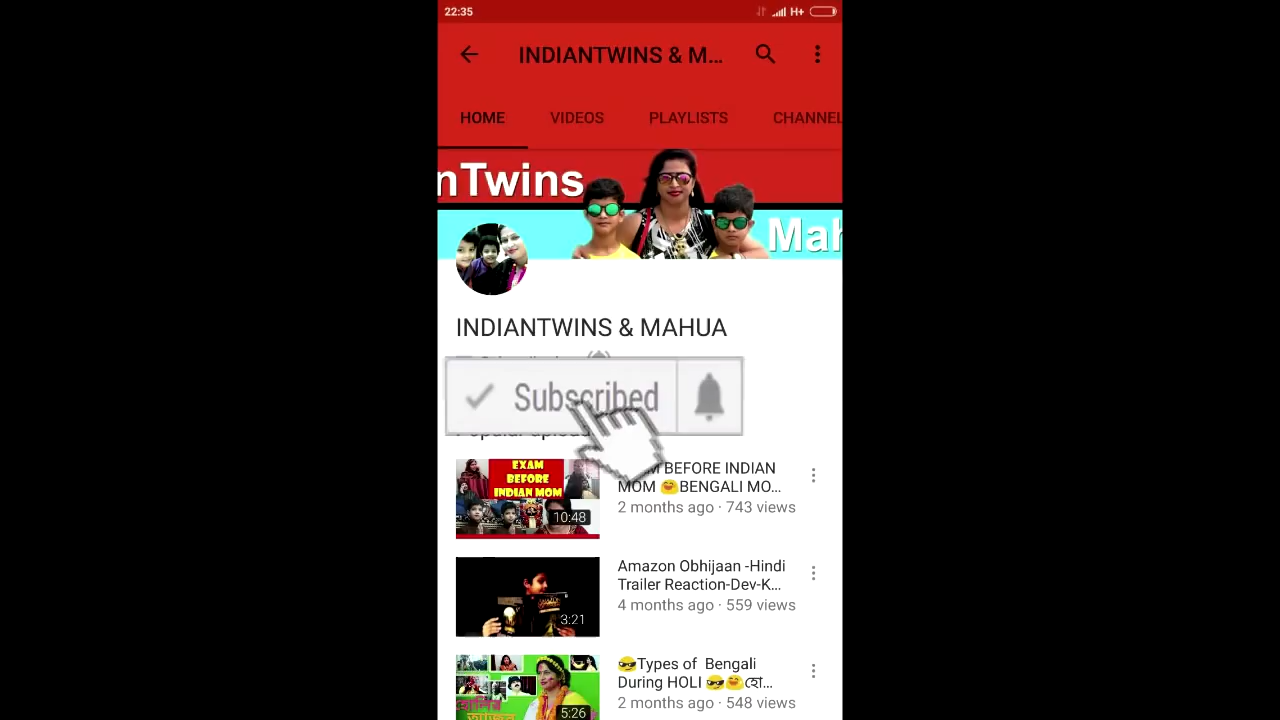 22:35
H+
INDIANTWINS & M...
HOME VIDEOS PLAYLISTS CHANNEL
nTwins
Mah
INDIANTWINS & MAHUA
Subscribed
EXAM
BEFORE
INDIAN MOM
10:48
BEFORE INDIAN
MOM 😄BENGALI MO...
2 months ago · 743 views
3:21
Amazon Obhijaan -Hindi
Trailer Reaction-Dev-K...
4 months ago · 559 views
5:26
😎Types of Bengali
During HOLI 😎😄হো...
2 months ago · 548 views